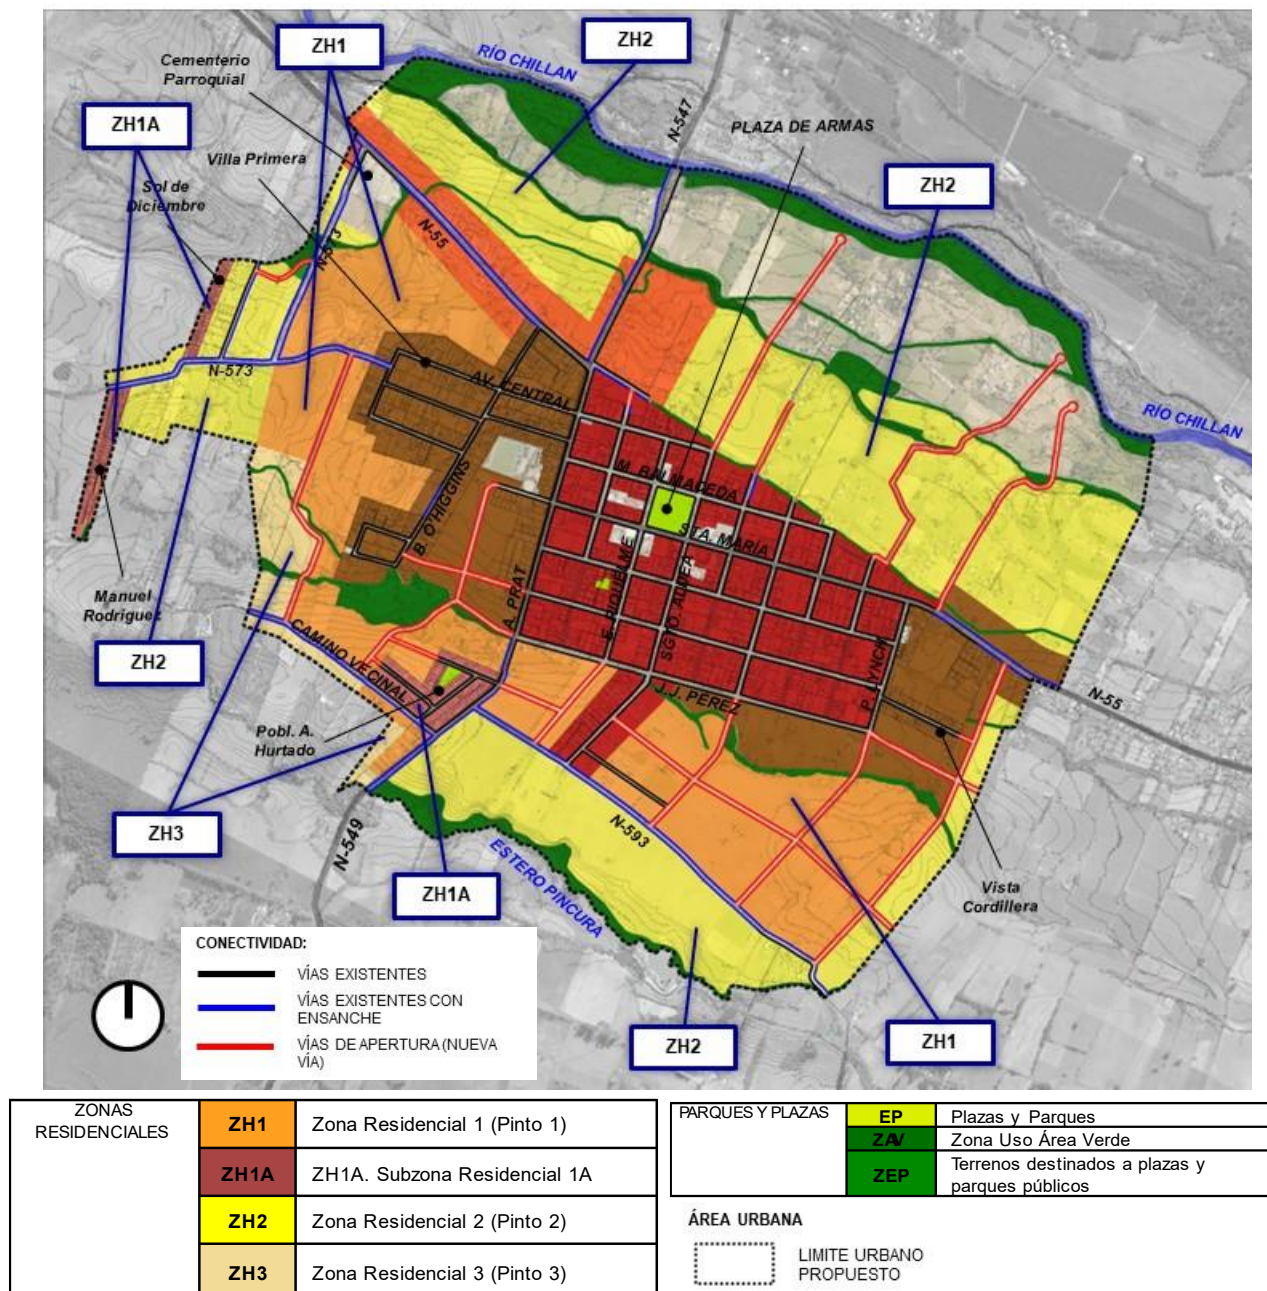 ZH1
ZH2
RÍO CHILLAN
Cementerio
Parroquial
N-547
PLAZA DE ARMAS
ZH1A
Villa Primera
ZH2
Sol de
Diciembre
N-55
N-573
N-573
AV. CENTRAL
RÍO CHILLAN
M. BALMACEDA
B. O'HIGGINS
STA. MARÍA
A. PRAT
Manuel
Rodriguez
ZH2
CAMINO VECINAL
P. LYNCH
N-55
J.J. PEREZ
Pobl. A.
Hurtado
ZH3
N-549
N-593
ESTERO PINCURA
ZH1A
Vista
Cordillera
ZH2
ZH1
CONECTIVIDAD:
VÍAS EXISTENTES
VÍAS EXISTENTES CON
ENSANCHE
VÍAS DE APERTURA (NUEVA
VÍA)
ZONAS
RESIDENCIALES
ZH1 Zona Residencial 1 (Pinto 1)
ZH1A ZH1A. Subzona Residencial 1A
ZH2 Zona Residencial 2 (Pinto 2)
ZH3 Zona Residencial 3 (Pinto 3)
PARQUES Y PLAZAS
EP Plazas y Parques
ZAV Zona Uso Área Verde
ZEP Terrenos destinados a plazas y
parques públicos
ÁREA URBANA
LIMITE URBANO
PROPUESTO